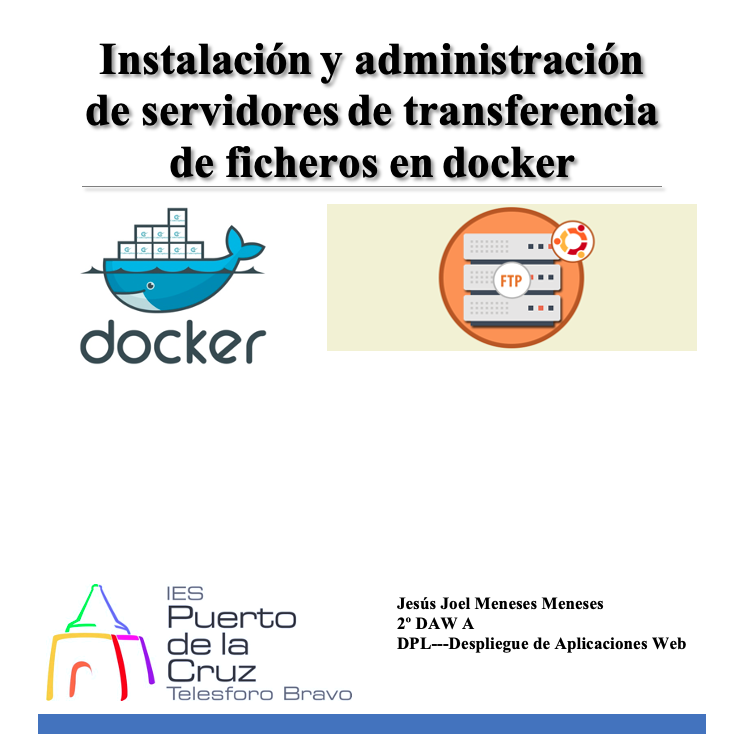 Instalación y administración
de servidores de transferencia
de ficheros en docker
docker
FTP
IES
Puerto
de la
Cruz
Telesforo Bravo
Jesús Joel Meneses Meneses
2º DAW A
DPL---Despliegue de Aplicaciones Web